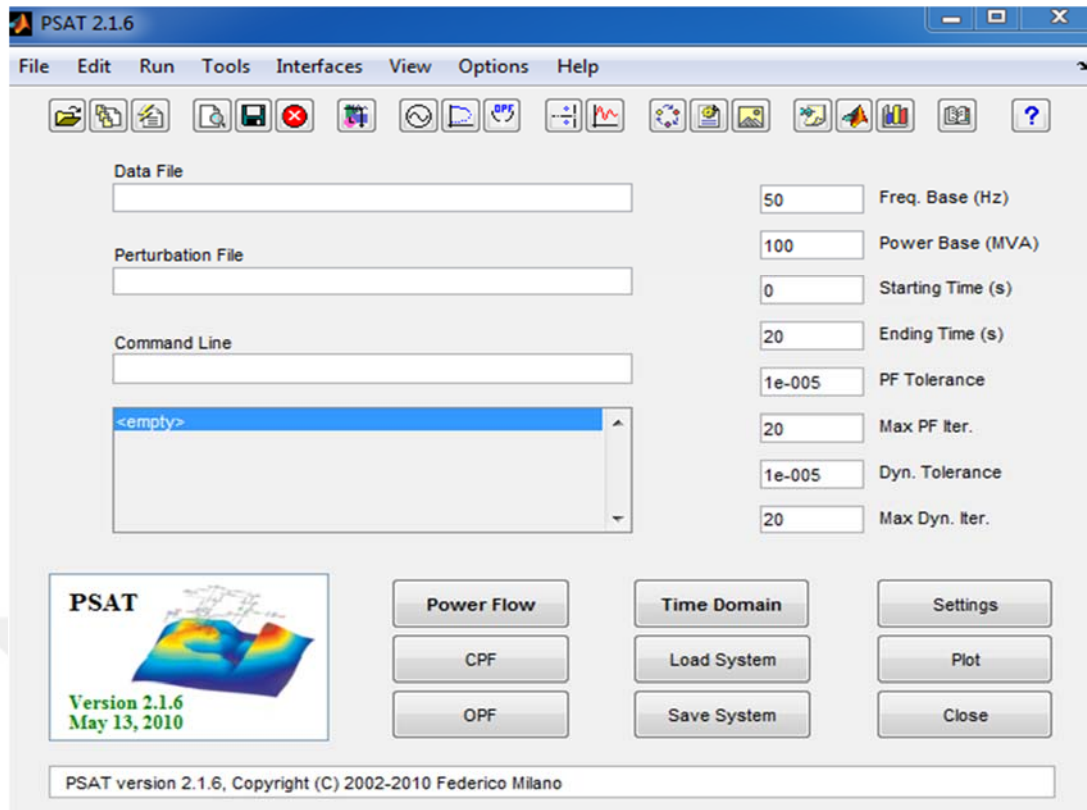 PSAT 2.1.6
File Edit Run Tools Interfaces View Options Help
OPF
?
Data File
50 Freq. Base (Hz)
Perturbation File
100 Power Base (MVA)
0 Starting Time (s)
Command Line
20 Ending Time (s)
1e-005 PF Tolerance
<empty>
20 Max PF Iter.
1e-005 Dyn. Tolerance
20 Max Dyn. Iter.
PSAT
Version 2.1.6
May 13, 2010
Power Flow Time Domain Settings
CPF Load System Plot
OPF Save System Close
PSAT version 2.1.6, Copyright (C) 2002-2010 Federico Milano